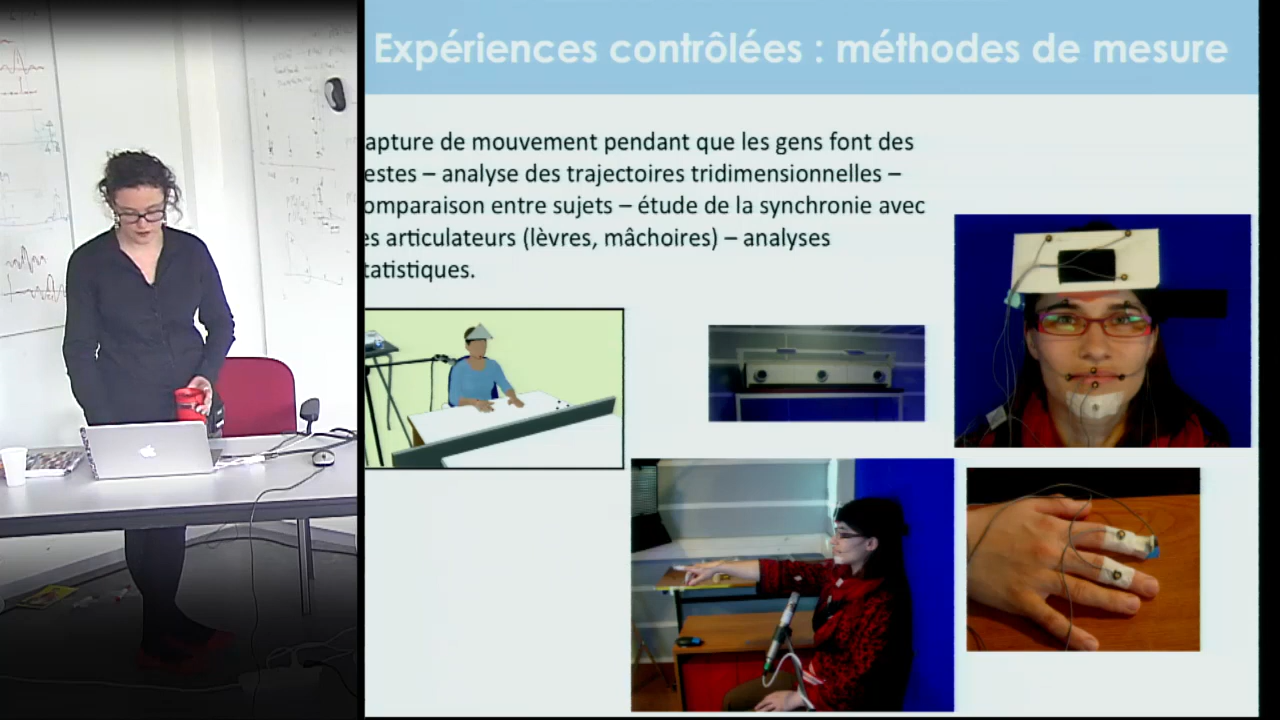 Expériences contrôlées : méthodes de mesure
apture de mouvement pendant que les gens font des
estes – analyse des trajectoires tridimensionnelles –
omparaison entre sujets – étude de la synchronie avec
es articulateurs (lèvres, mâchoires) – analyses
tatistiques.